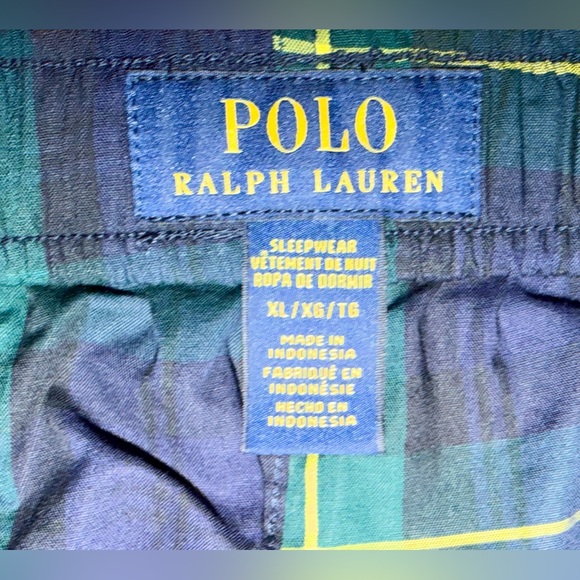 POLO
RALPH LAUREN
SLEEPWEAR
VÊTEMENT DE NUIT
ROPA DE DORMIR
XL/XG/TG
MADE IN
INDONESIA
FABRIQUÉ EN
INDONÉSIE
HECHO EN
INDONESIA